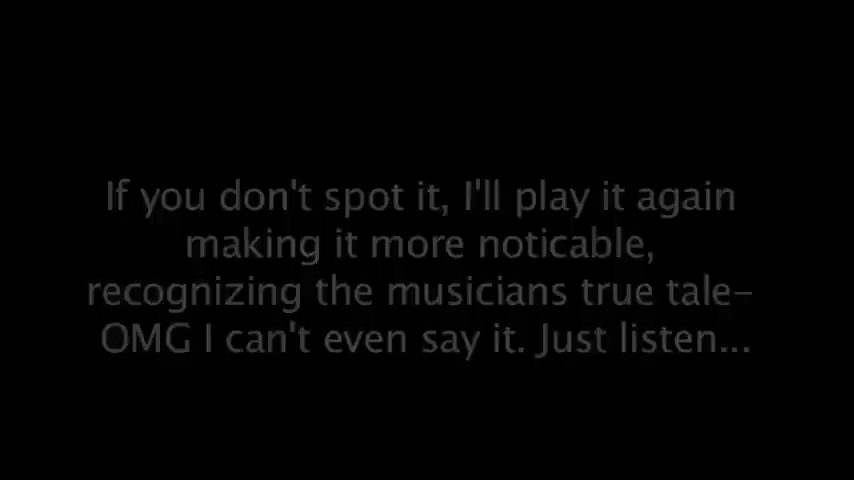 If you don't spot it, I'll play it again
making it more noticable,
recognizing the musicians true tale-
OMG I can't even say it. Just listen...